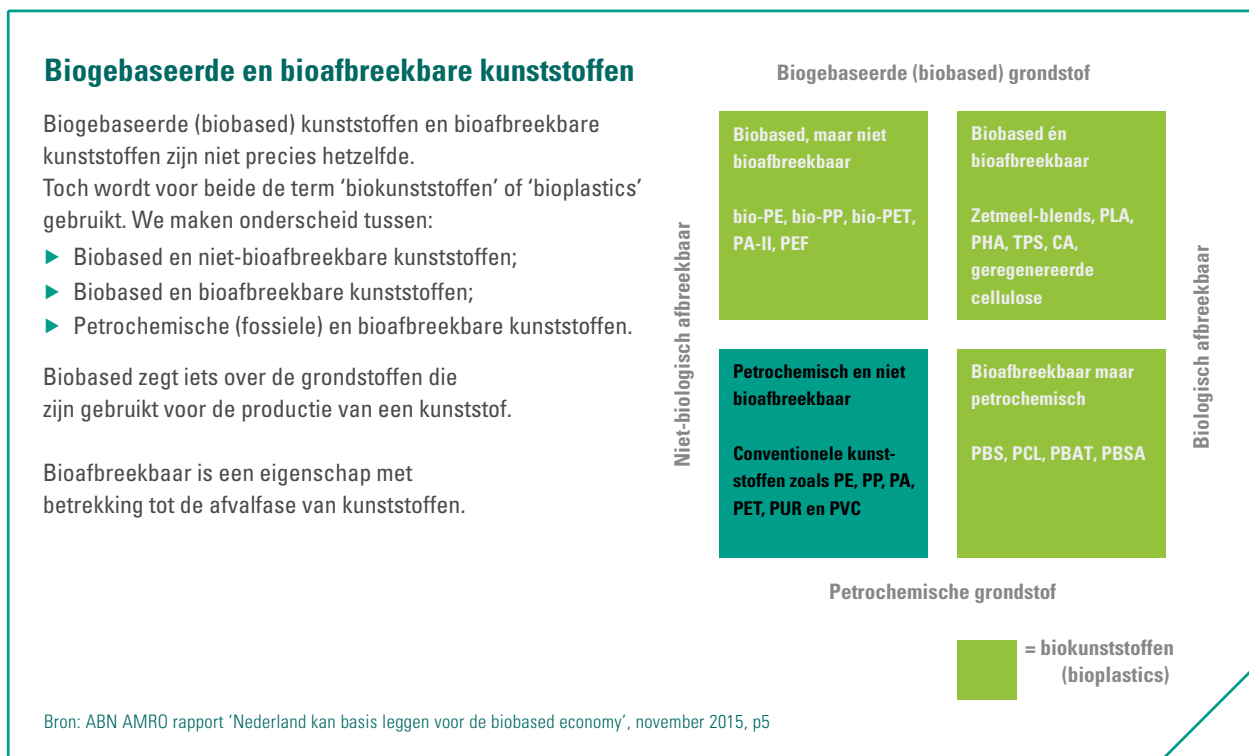 Biogebaseerde en bioafbreekbare kunststoffen
Biogebaseerde (biobased) kunststoffen en bioafbreekbare
kunststoffen zijn niet precies hetzelfde.
Toch wordt voor beide de term ‘biokunststoffen’ of ‘bioplastics’
gebruikt. We maken onderscheid tussen:
▶ Biobased en niet-bioafbreekbare kunststoffen;
▶ Biobased en bioafbreekbare kunststoffen;
▶ Petrochemische (fossiele) en bioafbreekbare kunststoffen.
Biobased zegt iets over de grondstoffen die
zijn gebruikt voor de productie van een kunststof.
Bioafbreekbaar is een eigenschap met
betrekking tot de afvalfase van kunststoffen.
Biogebaseerde (biobased) grondstof
Niet-biologisch afbreekbaar
Biobased, maar niet
bioafbreekbaar
bio-PE, bio-PP, bio-PET,
PA-II, PEF
Biobased én
bioafbreekbaar
Zetmeel-blends, PLA,
PHA, TPS, CA,
geregenereerde
cellulose
Biologisch afbreekbaar
Petrochemisch en niet
bioafbreekbaar
Conventionele kunst-
stoffen zoals PE, PP, PA,
PET, PUR en PVC
Bioafbreekbaar maar
petrochemisch
PBS, PCL, PBAT, PBSA
Petrochemische grondstof
= biokunststoffen
(bioplastics)
Bron: ABN AMRO rapport ‘Nederland kan basis leggen voor de biobased economy’, november 2015, p5